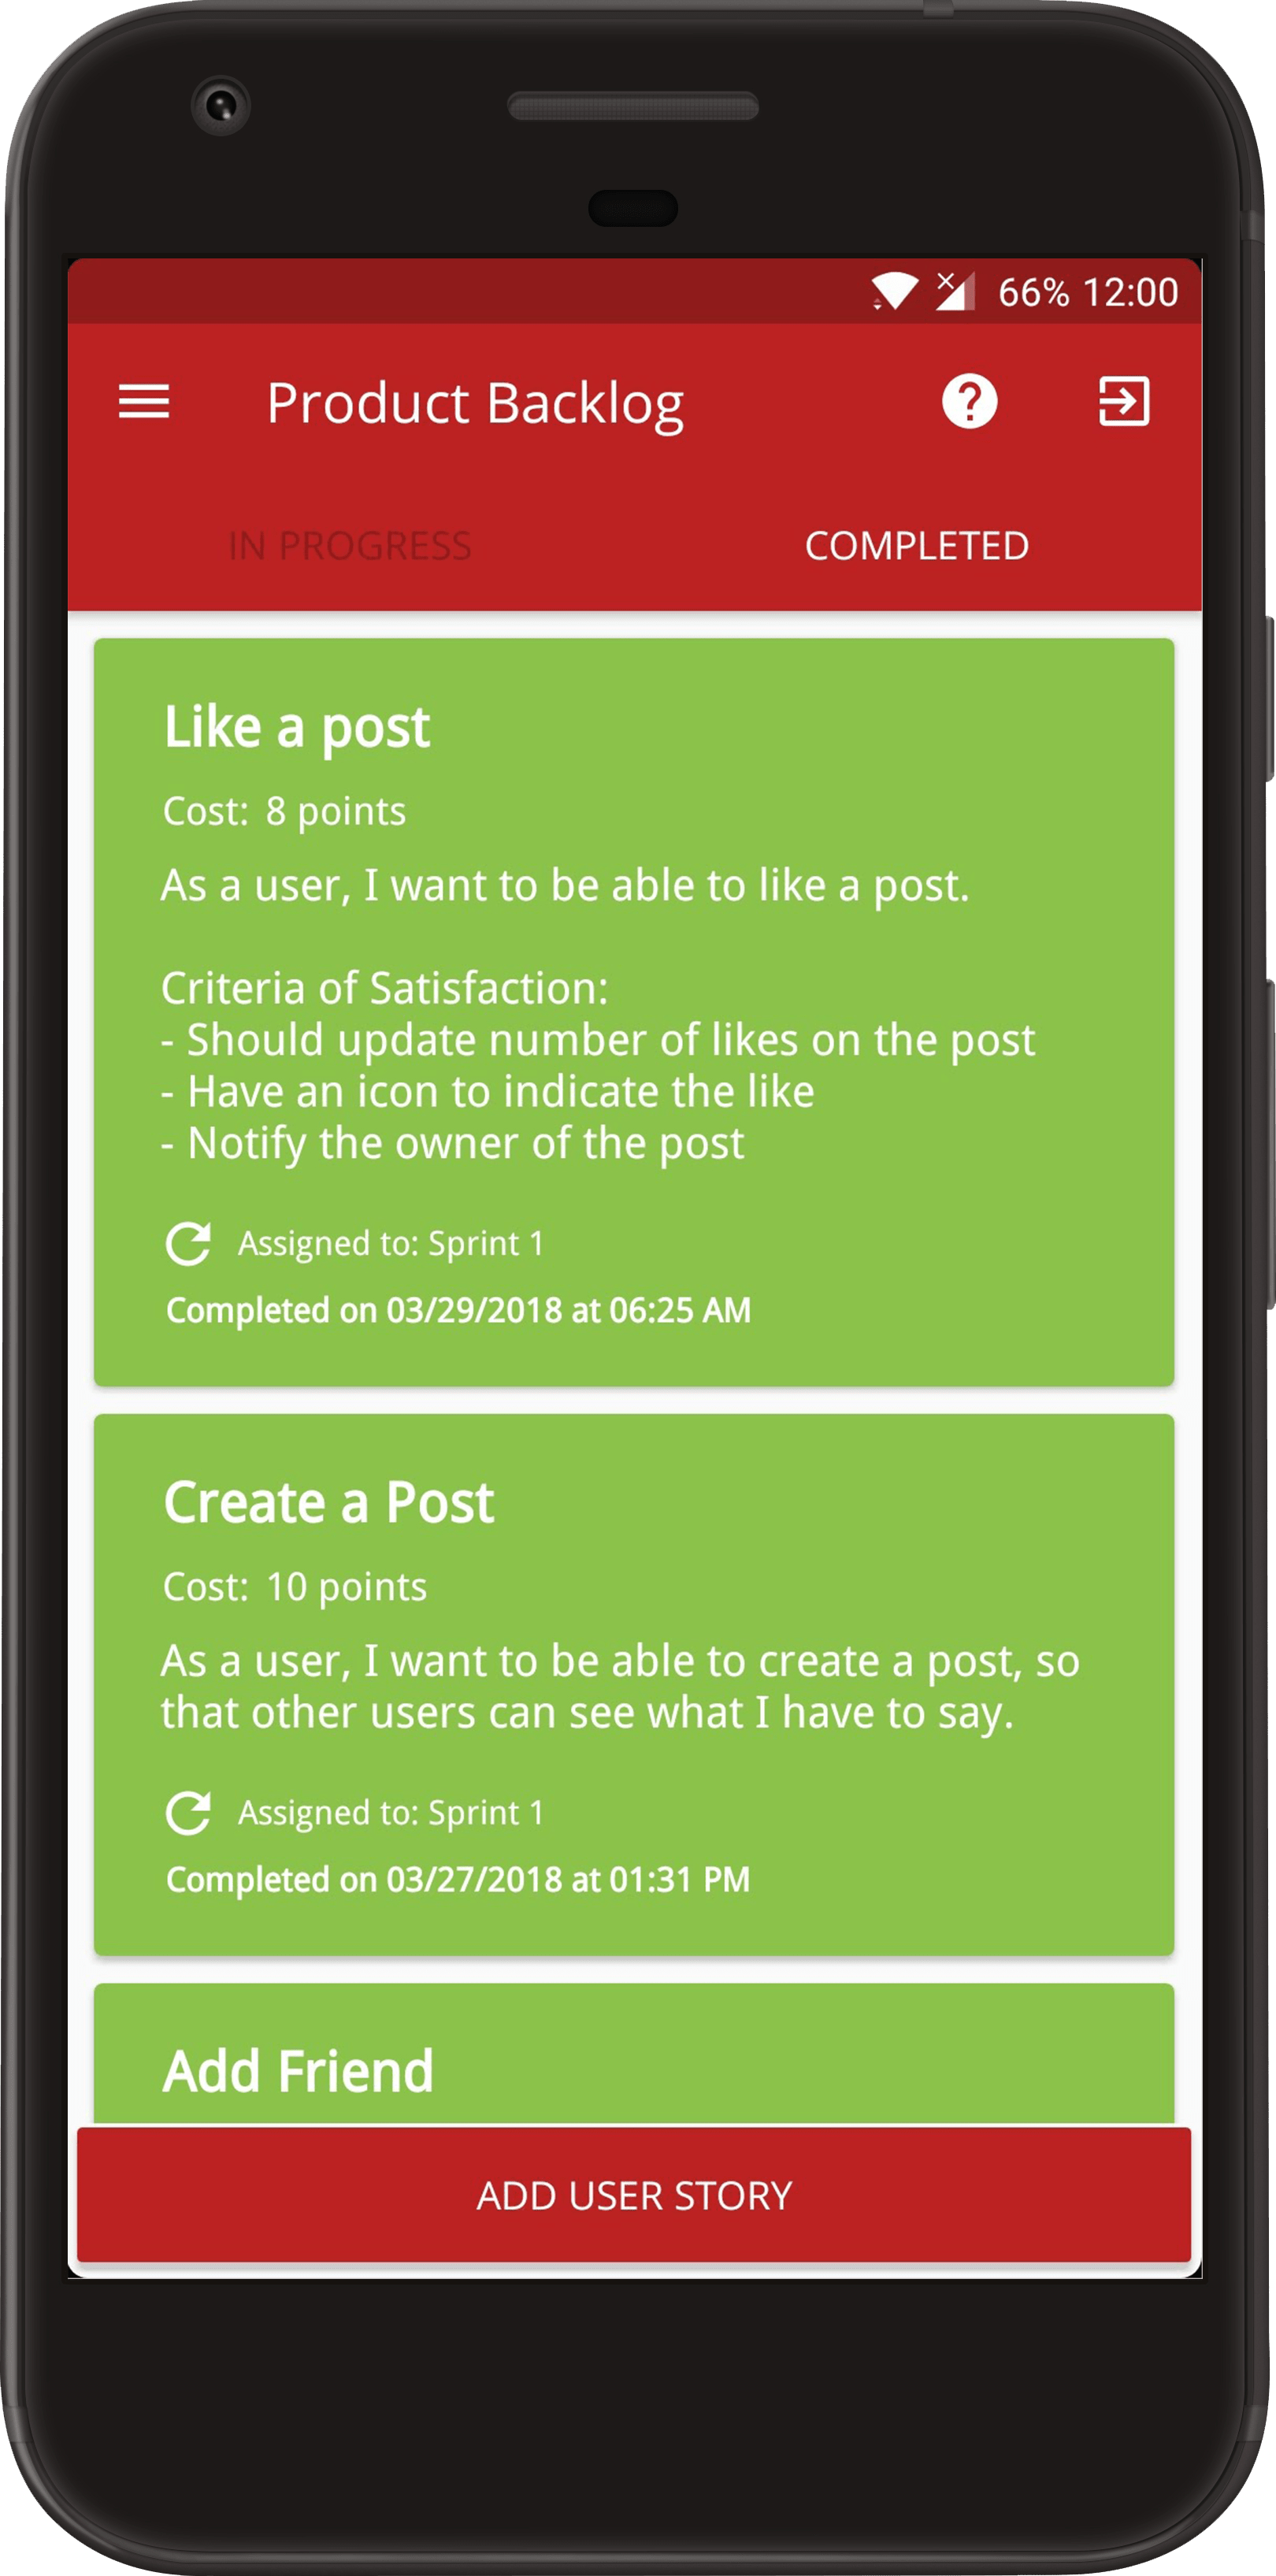 66% 12:00
Product Backlog
IN PROGRESS COMPLETED
Like a post
Cost: 8 points
As a user, I want to be able to like a post.
Criteria of Satisfaction:
- Should update number of likes on the post
- Have an icon to indicate the like
- Notify the owner of the post
Assigned to: Sprint 1
Completed on 03/29/2018 at 06:25 AM
Create a Post
Cost: 10 points
As a user, I want to be able to create a post, so
that other users can see what I have to say.
Assigned to: Sprint 1
Completed on 03/27/2018 at 01:31 PM
Add Friend
ADD USER STORY